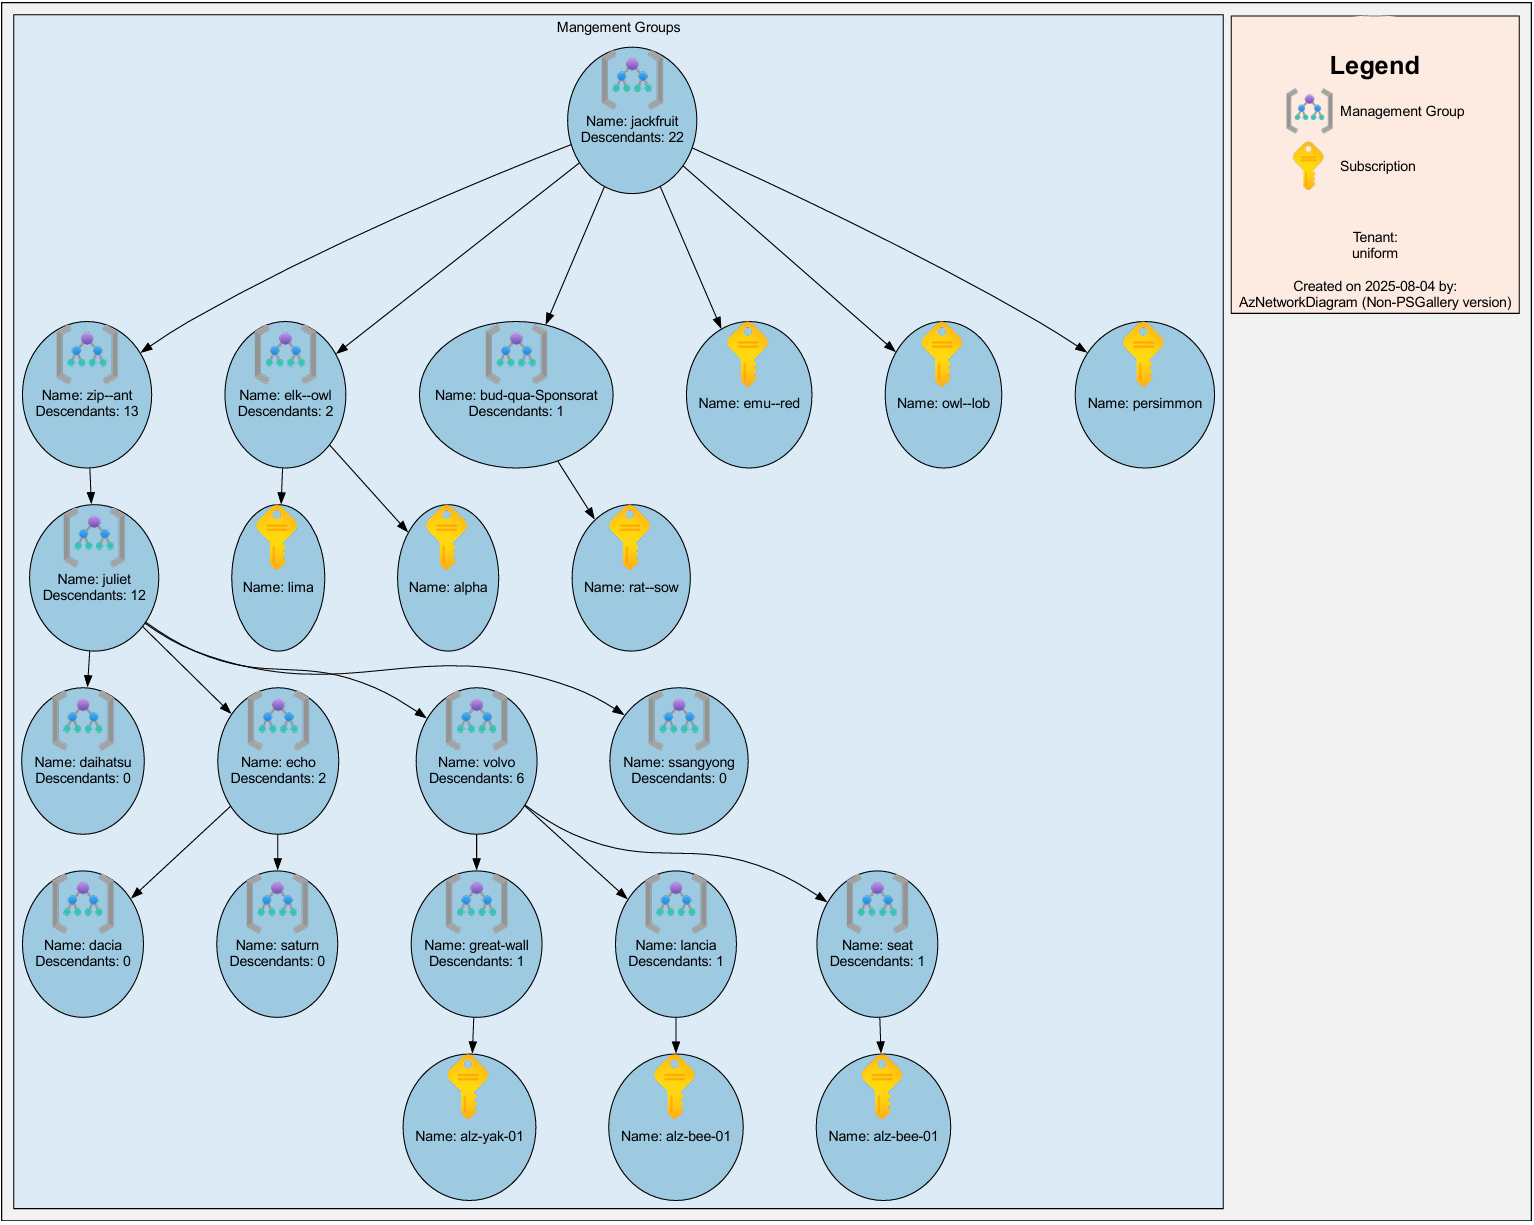 Mangement Groups
Name: jackfruit
Descendants: 22
Name: zip--ant
Descendants: 13
Name: elk--owl
Descendants: 2
Name: bud-qua-Sponsorat
Descendants: 1
Name: emu--red
Name: owl--lob
Name: persimmon
Name: juliet
Descendants: 12
Name: lima
Name: alpha
Name: rat--sow
Name: daihatsu
Descendants: 0
Name: echo
Descendants: 2
Name: volvo
Descendants: 6
Name: ssangyong
Descendants: 0
Name: dacia
Descendants: 0
Name: saturn
Descendants: 0
Name: great-wall
Descendants: 1
Name: lancia
Descendants: 1
Name: seat
Descendants: 1
Name: alz-yak-01
Name: alz-bee-01
Name: alz-bee-01
Legend
Management Group
Subscription
Tenant:
uniform
Created on 2025-08-04 by:
AzNetworkDiagram (Non-PSGallery version)